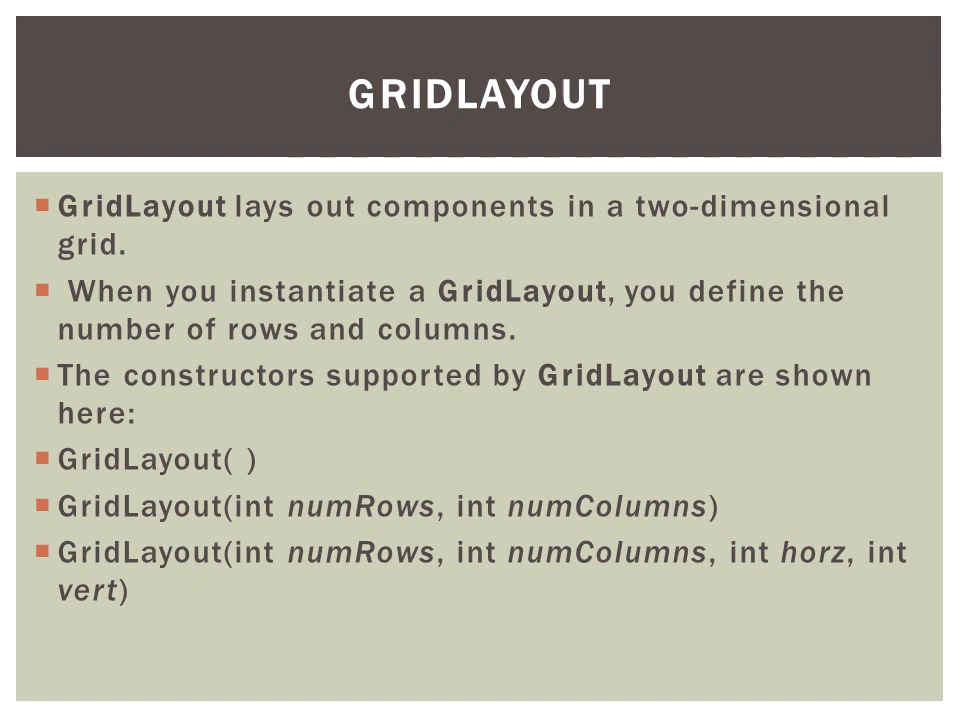 GRIDLAYOUT
GridLayout lays out components in a two-dimensional
grid.
When you instantiate a GridLayout, you define the
number of rows and columns.
The constructors supported by GridLayout are shown
here:
GridLayout( )
GridLayout(int numRows, int numColumns)
GridLayout(int numRows, int numColumns, int horz, int
vert)